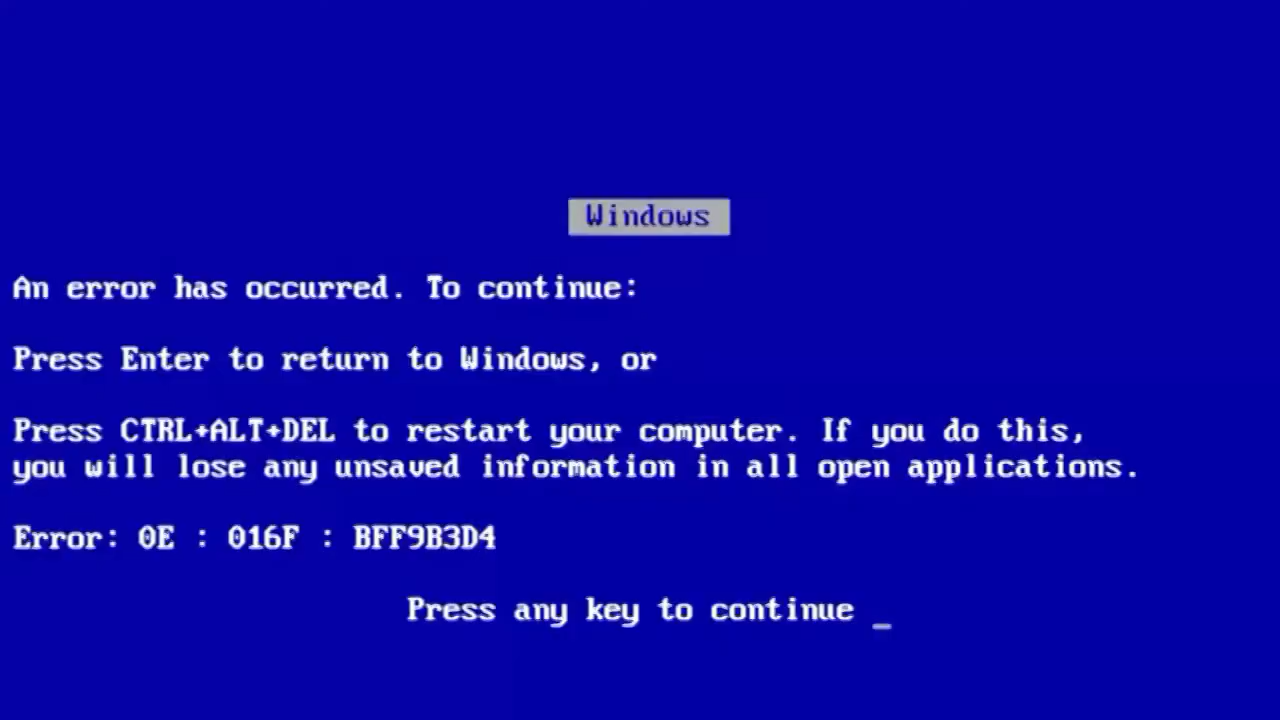 Windows
An error has occurred. To continue:
Press Enter to return to Windows, or
Press CTRL+ALT+DEL to restart your computer. If you do this,
you will lose any unsaved information in all open applications.
Error: 0E : 016F : BFF9B3D4
Press any key to continue _